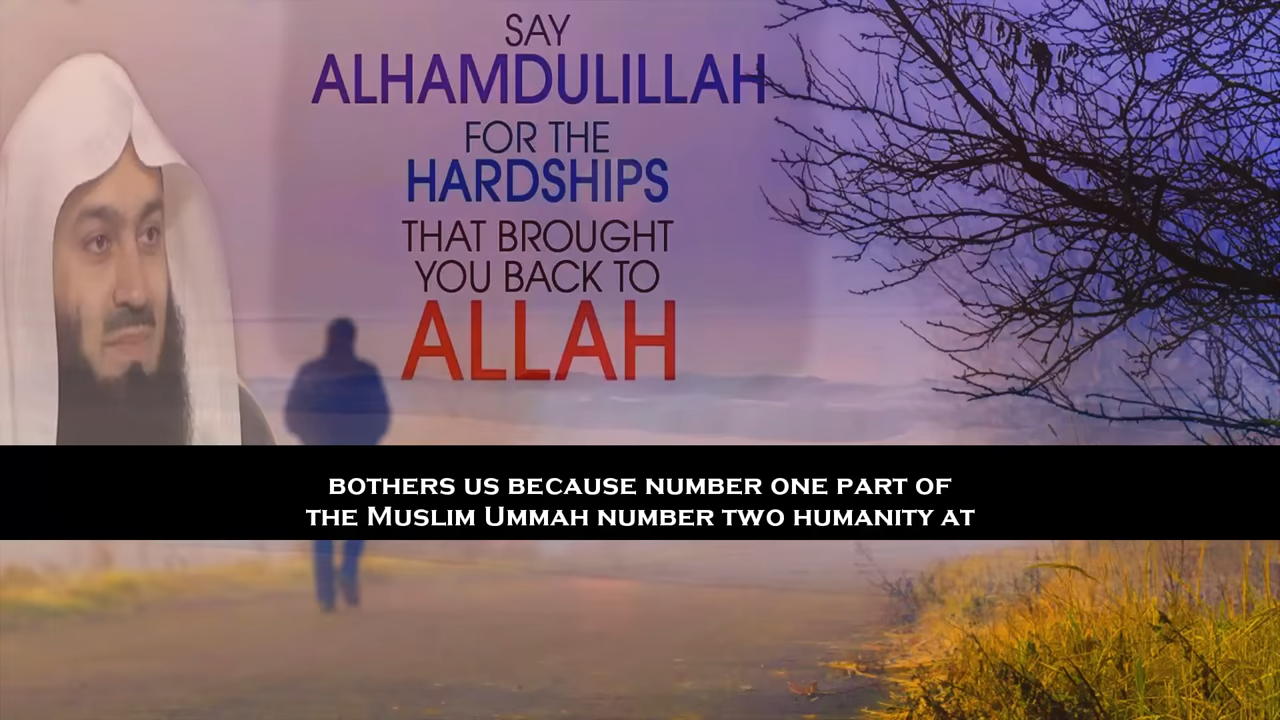 SAY
ALHAMDULILLAH
FOR THE
HARDSHIPS
THAT BROUGHT
YOU BACK TO
ALLAH
BOTHERS US BECAUSE NUMBER ONE PART OF
THE MUSLIM UMMAH NUMBER TWO HUMANITY AT